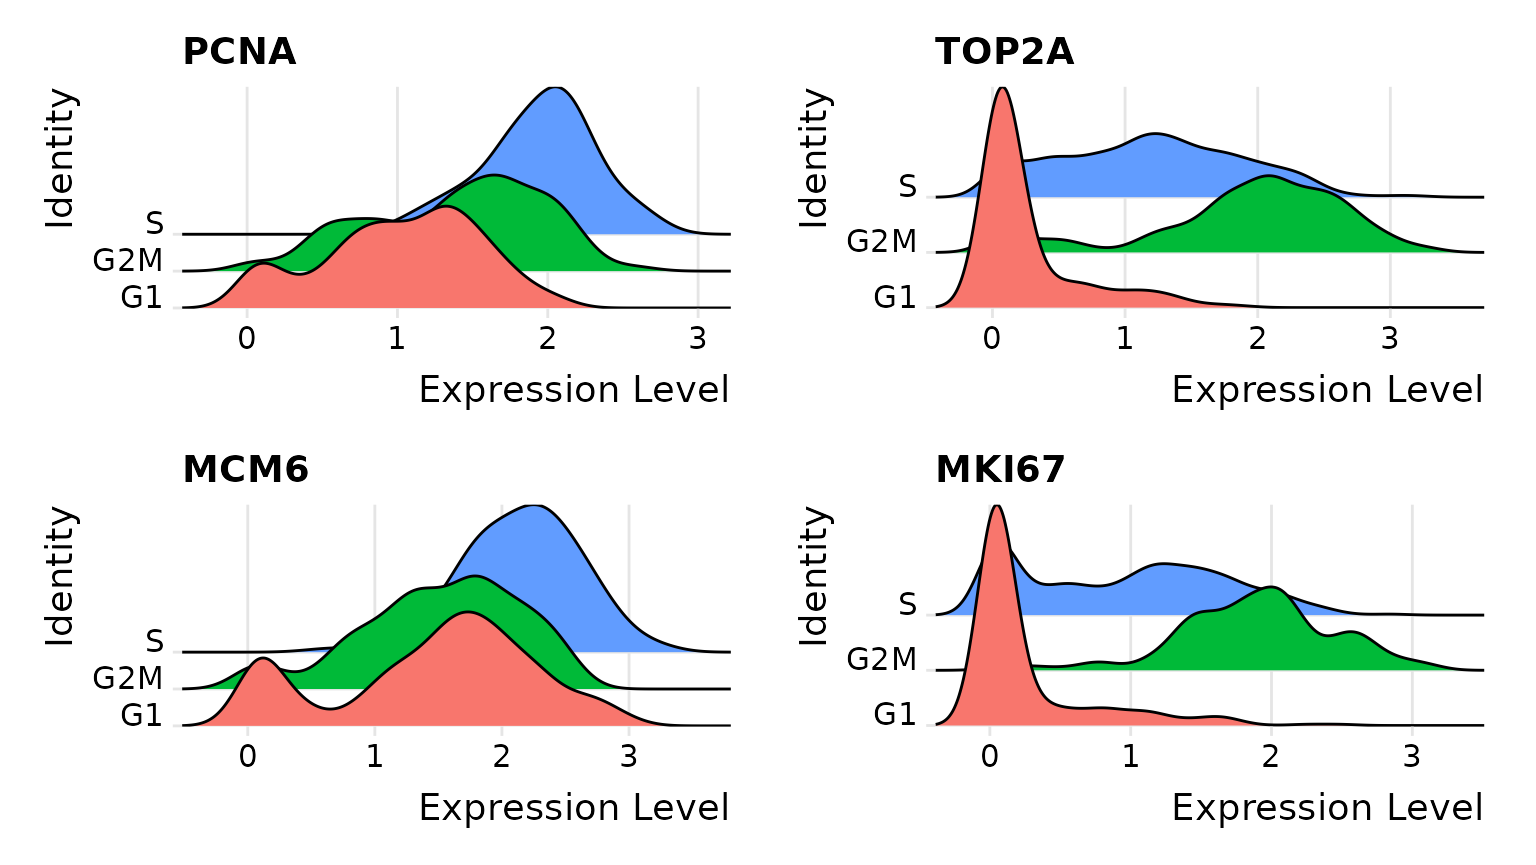 PCNA
Identity
S
G2M
G1
0 1 2 3
Expression Level
TOP2A
Identity
S
G2M
G1
0 1 2 3
Expression Level
MCM6
Identity
S
G2M
G1
0 1 2 3
Expression Level
MKI67
Identity
S
G2M
G1
0 1 2 3
Expression Level